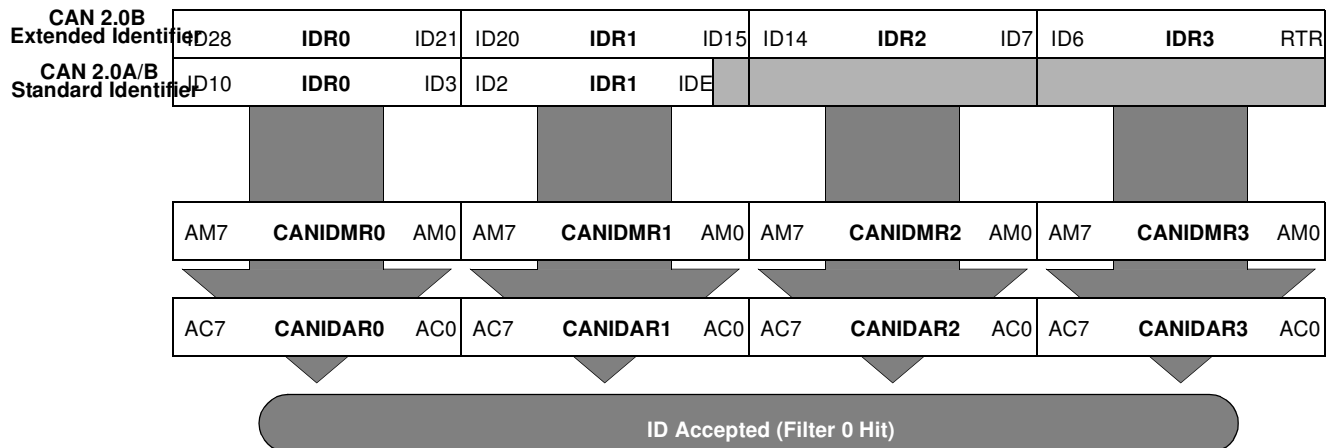 CAN 2.0B
Extended Identifier ID28 IDR0 ID21 ID20 IDR1 ID15 ID14 IDR2 ID7 ID6 IDR3 RTR
CAN 2.0A/B
Standard Identifier ID10 IDR0 ID3 ID2 IDR1 IDE
AM7 CANIDMR0 AM0 AM7 CANIDMR1 AM0 AM7 CANIDMR2 AM0 AM7 CANIDMR3 AM0
AC7 CANIDAR0 AC0 AC7 CANIDAR1 AC0 AC7 CANIDAR2 AC0 AC7 CANIDAR3 AC0
ID Accepted (Filter 0 Hit)